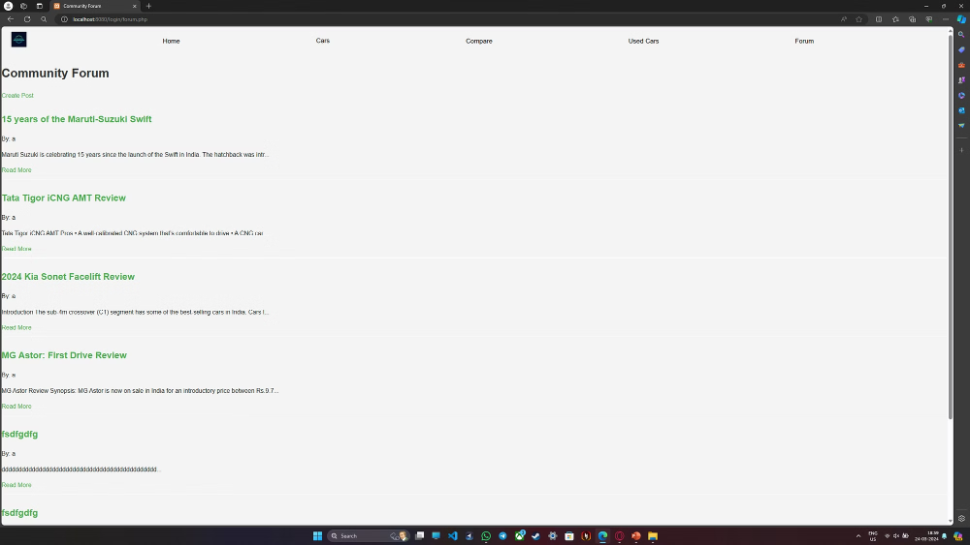 Community Forum
localhost:8080/login/forum.php
Home Cars Compare Used Cars Forum
Community Forum
Create Post
15 years of the Maruti-Suzuki Swift
By: a
Maruti Suzuki is celebrating 15 years since the launch of the Swift in India. The hatchback was intr...
Read More
Tata Tigor iCNG AMT Review
By: a
Tata Tigor iCNG AMT Pros • A well-calibrated CNG system that's comfortable to drive • A CNG car
Read More
2024 Kia Sonet Facelift Review
By: a
Introduction The sub-4m crossover (C1) segment has some of the best selling cars in India. Cars l...
Read More
MG Astor: First Drive Review
By: a
MG Astor Review Synopsis: MG Astor is now on sale in India for an introductory price between Rs.9.7...
Read More
fsdfgdfg
By: a
Read More
fsdfgdfg
Search
ENG
US
24-09-2024